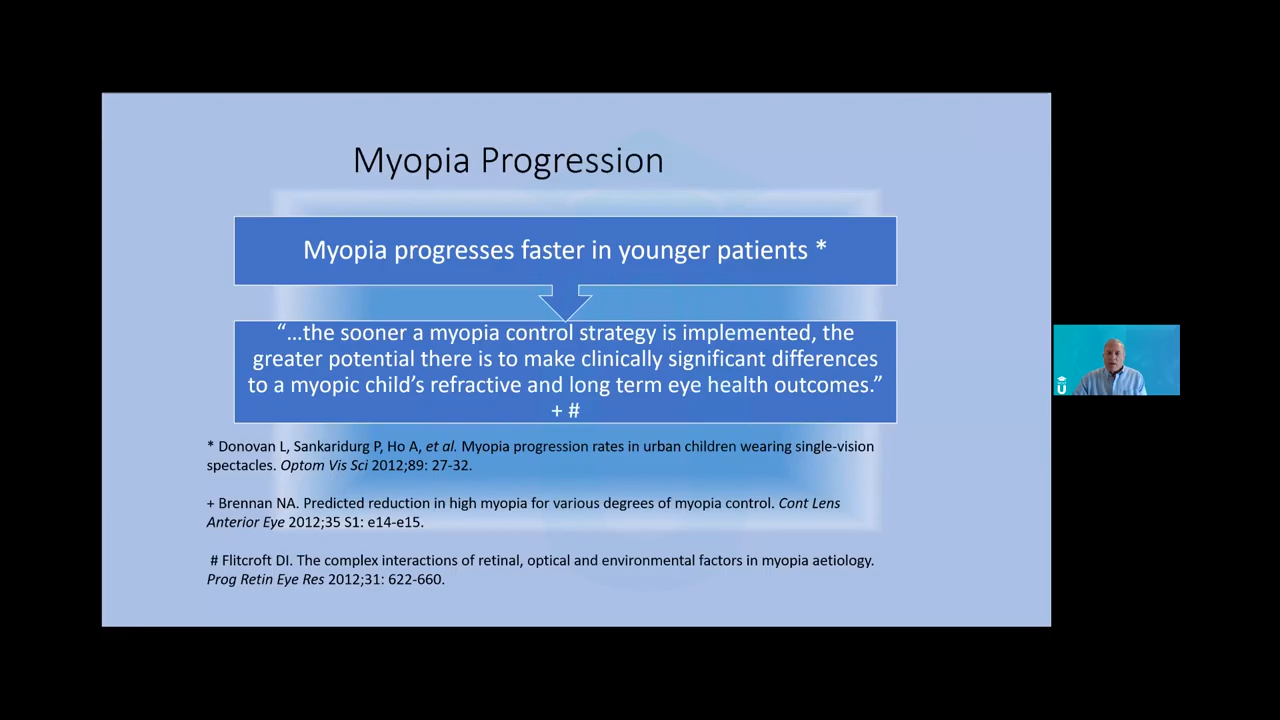 Myopia Progression
Myopia progresses faster in younger patients *
“…the sooner a myopia control strategy is implemented, the
greater potential there is to make clinically significant differences
to a myopic child’s refractive and long term eye health outcomes.”
+ #
* Donovan L, Sankaridurg P, Ho A, et al. Myopia progression rates in urban children wearing single-vision
spectacles. Optom Vis Sci 2012;89: 27-32.
+ Brennan NA. Predicted reduction in high myopia for various degrees of myopia control. Cont Lens
Anterior Eye 2012;35 S1: e14-e15.
# Flitcroft DI. The complex interactions of retinal, optical and environmental factors in myopia aetiology.
Prog Retin Eye Res 2012;31: 622-660.
U